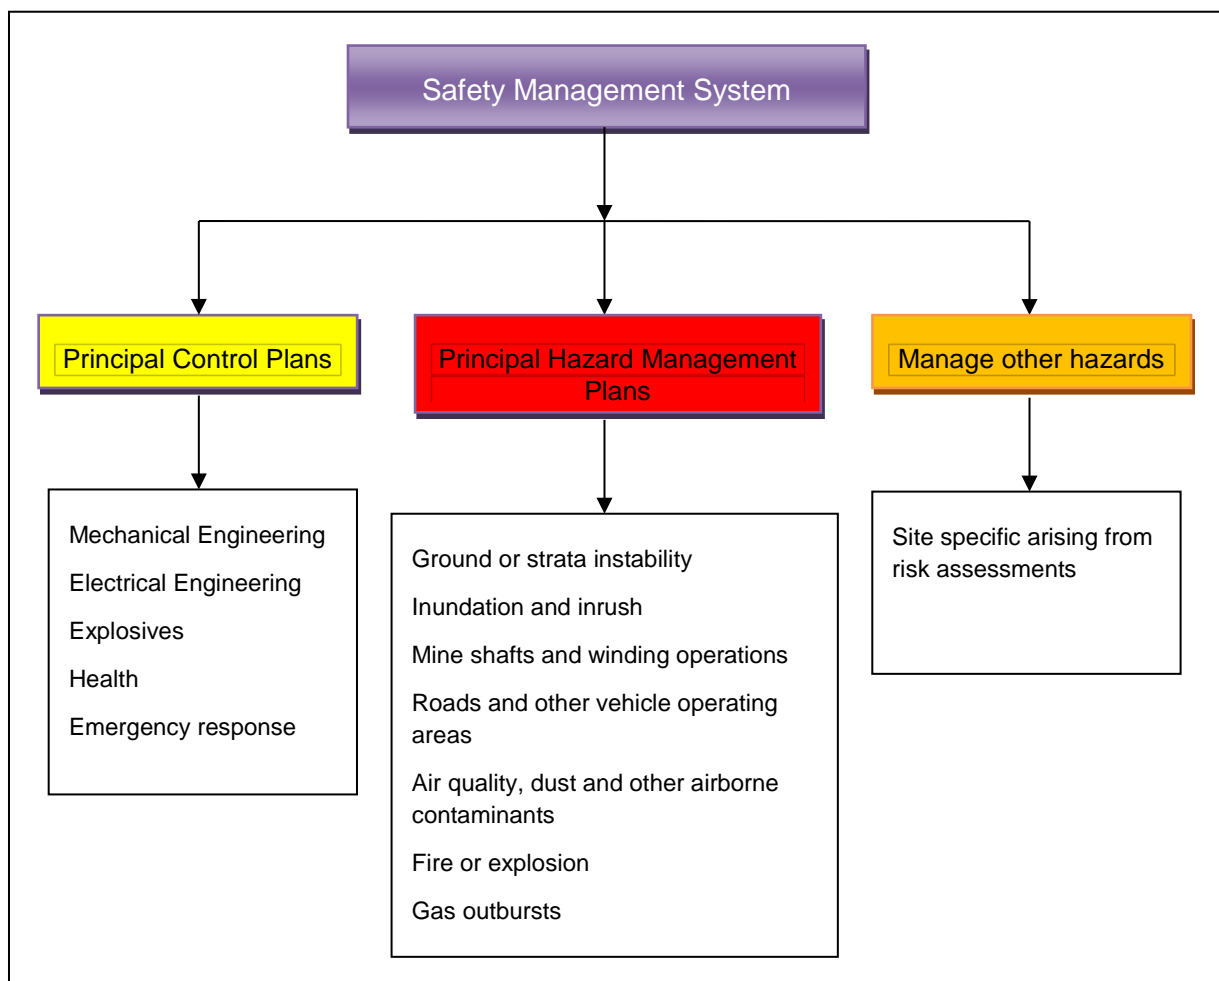 Safety Management System
Principal Control Plans
Principal Hazard Management
Plans
Manage other hazards
Mechanical Engineering
Electrical Engineering
Explosives
Health
Emergency response
Ground or strata instability
Inundation and inrush
Mine shafts and winding operations
Roads and other vehicle operating
areas
Air quality, dust and other airborne
contaminants
Fire or explosion
Gas outbursts
Site specific arising from
risk assessments